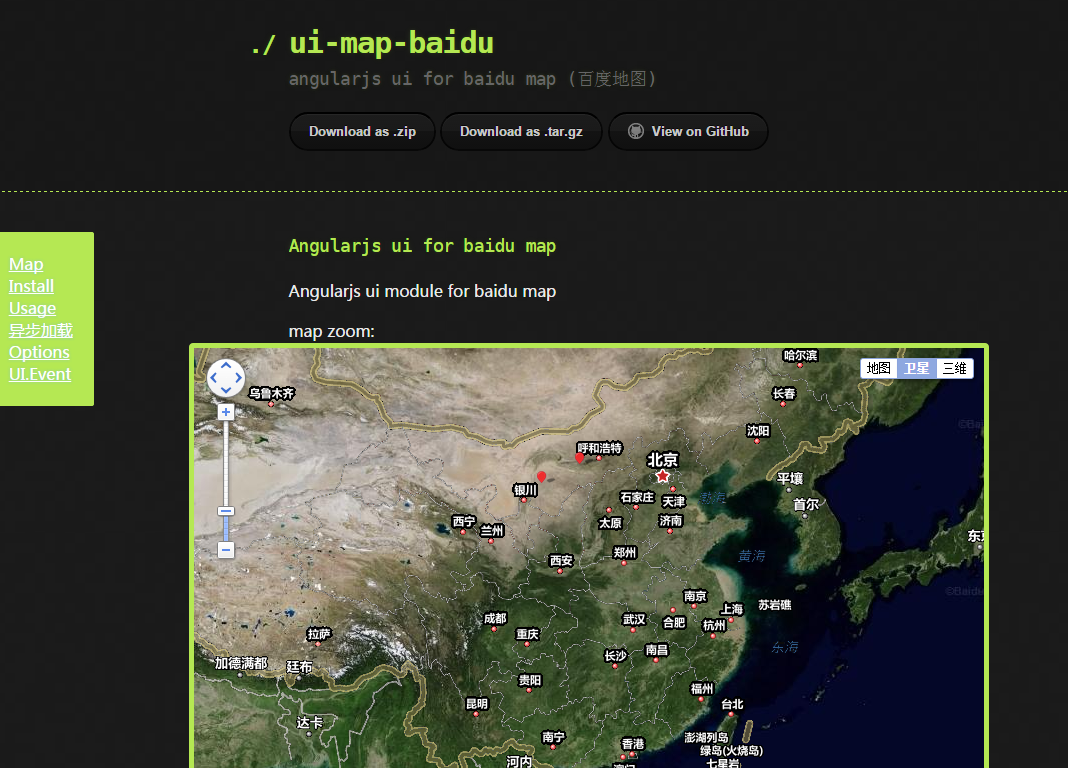 ./ ui-map-baidu
angularjs ui for baidu map (百度地图)
Download as .zip Download as .tar.gz View on GitHub
Map
Install
Usage
异步加载
Options
UI.Event
Angularjs ui for baidu map
Angularjs ui module for baidu map
map zoom:
哈尔滨
地图 卫星 三维
乌鲁木齐
长春
沈阳
呼和浩特
北京
平壤
银川
石家庄
天津
渤海
首尔
西宁
兰州
太原
济南
西安
郑州
黄海
南京
上海
苏岩礁
成都
武汉
合肥
杭州
拉萨
重庆
东海
长沙
南昌
加德满都
廷布
贵阳
福州
昆明
台北
达卡
南宁
香港
澎湖列岛
绿岛(火烧岛)
七星岩
河内